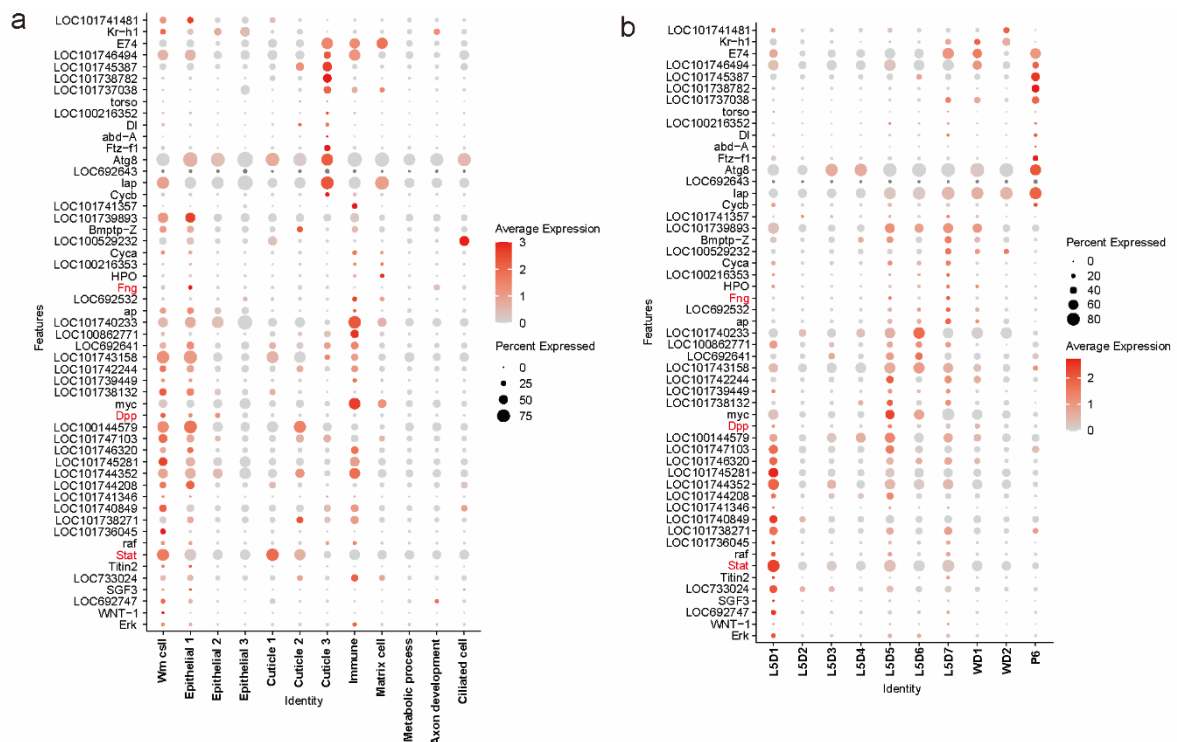 a
LOC101741481
Kr-h1
E74
LOC101746494
LOC101745387
LOC101738782
LOC101737038
torso
LOC100216352
Dl
abd-A
Ftz-f1
Atg8
LOC692643
Iap
Cycb
LOC101741357
LOC101739893
Bmptp-Z
LOC100529232
Cyca
LOC100216353
HPO
Fng
LOC692532
ap
LOC101740233
LOC100862771
LOC692641
LOC101743158
LOC101742244
LOC101739449
LOC101738132
myc
Dpp
LOC100144579
LOC101747103
LOC101746320
LOC101745281
LOC101744352
LOC101744208
LOC101741346
LOC101740849
LOC101738271
LOC101736045
raf
Stat
Titin2
LOC733024
SGF3
LOC692747
WNT-1
Erk
Features
Wm csll
Epithelial 1
Epithelial 2
Epithelial 3
Cuticle 1
Cuticle 2
Cuticle 3
Immune
Matrix cell
Metabolic process
Axon development
Ciliated cell
Identity
Average Expression
3
2
1
0
Percent Expressed
0
25
50
75
b
LOC101741481
Kr-h1
E74
LOC101746494
LOC101745387
LOC101738782
LOC101737038
torso
LOC100216352
Dl
abd-A
Ftz-f1
Atg8
LOC692643
Iap
Cycb
LOC101741357
LOC101739893
Bmptp-Z
LOC100529232
Cyca
LOC100216353
HPO
Fng
LOC692532
ap
LOC101740233
LOC100862771
LOC692641
LOC101743158
LOC101742244
LOC101739449
LOC101738132
myc
Dpp
LOC100144579
LOC101747103
LOC101746320
LOC101745281
LOC101744352
LOC101744208
LOC101741346
LOC101740849
LOC101738271
LOC101736045
raf
Stat
Titin2
LOC733024
SGF3
LOC692747
WNT-1
Erk
Features
L5D1
L5D2
L5D3
L5D4
L5D5
L5D6
L5D7
WD1
WD2
P6
Identity
Percent Expressed
0
20
40
60
80
Average Expression
2
1
0